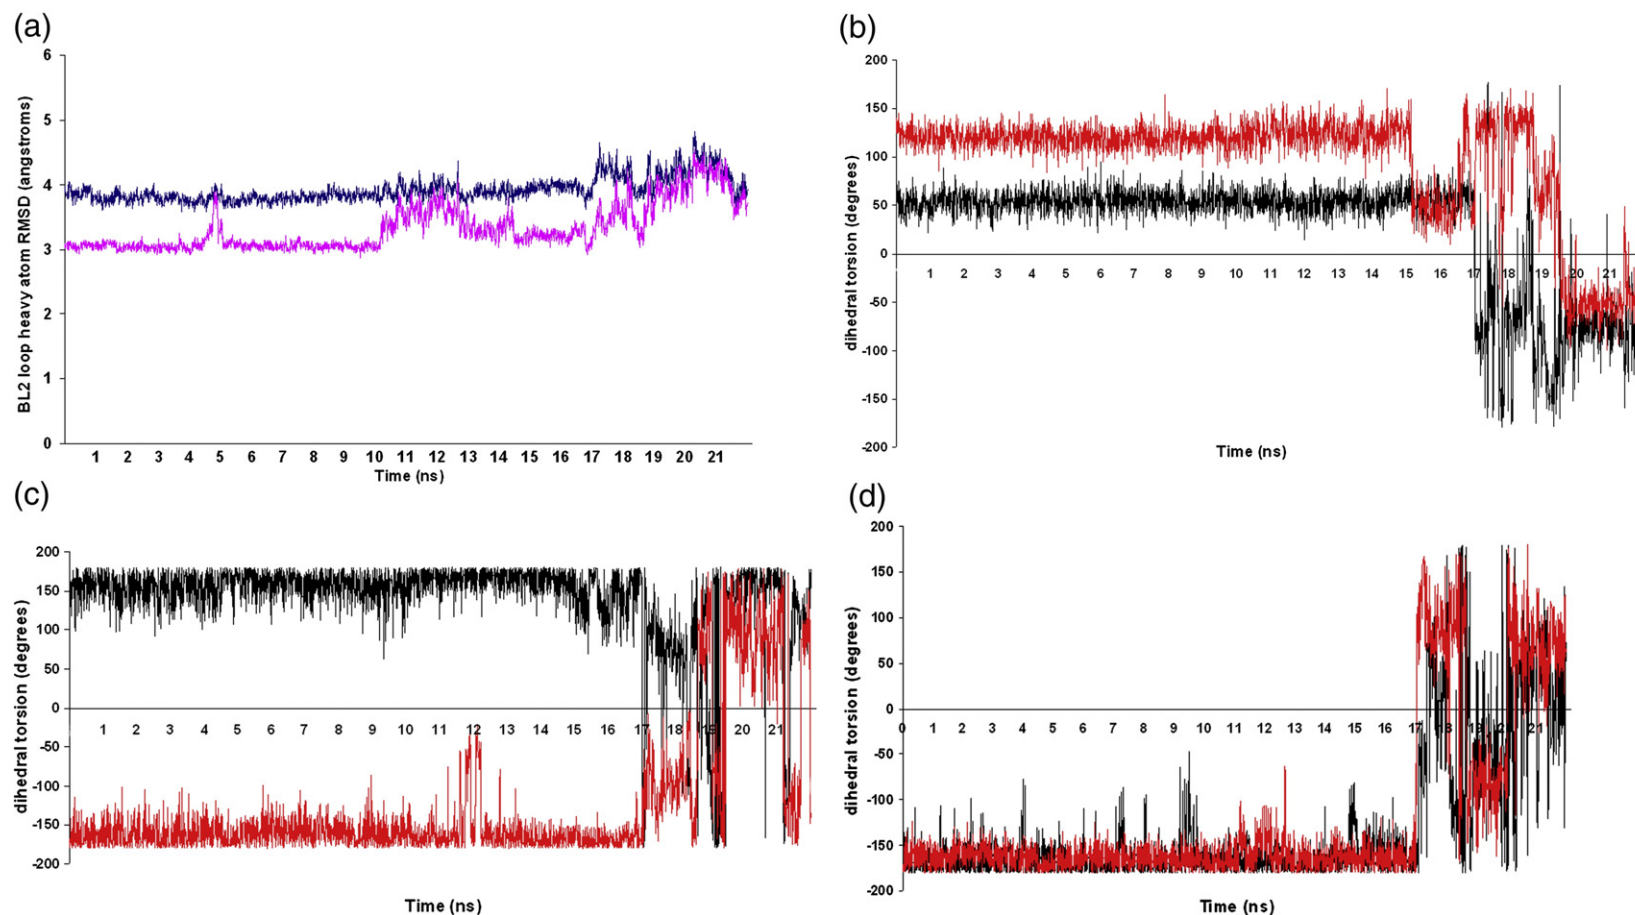 (a)
BL2 loop heavy atom RMSD (angstroms)
6
5
4
3
2
1
0
1 2 3 4 5 6 7 8 9 10 11 12 13 14 15 16 17 18 19 20 21
Time (ns)
(b)
dihedral torsion (degrees)
200
150
100
50
0
-50
-100
-150
-200
1 2 3 4 5 6 7 8 9 10 11 12 13 14 15 16 17 18 19 20 21
Time (ns)
(c)
dihedral torsion (degrees)
200
150
100
50
0
-50
-100
-150
-200
1 2 3 4 5 6 7 8 9 10 11 12 13 14 15 16 17 18 19 20 21
Time (ns)
(d)
dihedral torsion (degrees)
200
150
100
50
0
-50
-100
-150
-200
0 1 2 3 4 5 6 7 8 9 10 11 12 13 14 15 16 17 18 19 20 21
Time (ns)